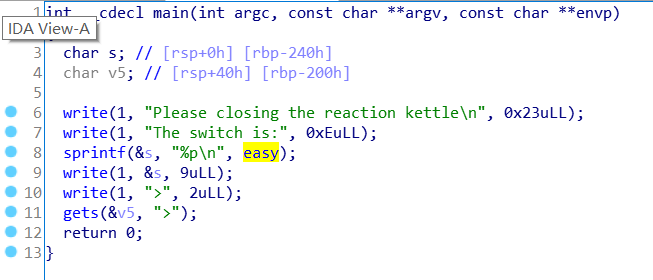 1 int __cdecl main(int argc, const char **argv, const char **envp)
IDA View-A
3 char s; // [rsp+0h] [rbp-240h]
4 char v5; // [rsp+40h] [rbp-200h]
5
6 write(1, "Please closing the reaction kettle\n", 0x23uLL);
7 write(1, "The switch is:", 0xEuLL);
8 sprintf(&s, "%p\n", easy);
9 write(1, &s, 9uLL);
10 write(1, ">", 2uLL);
11 gets(&v5, ">");
12 return 0;
13 }